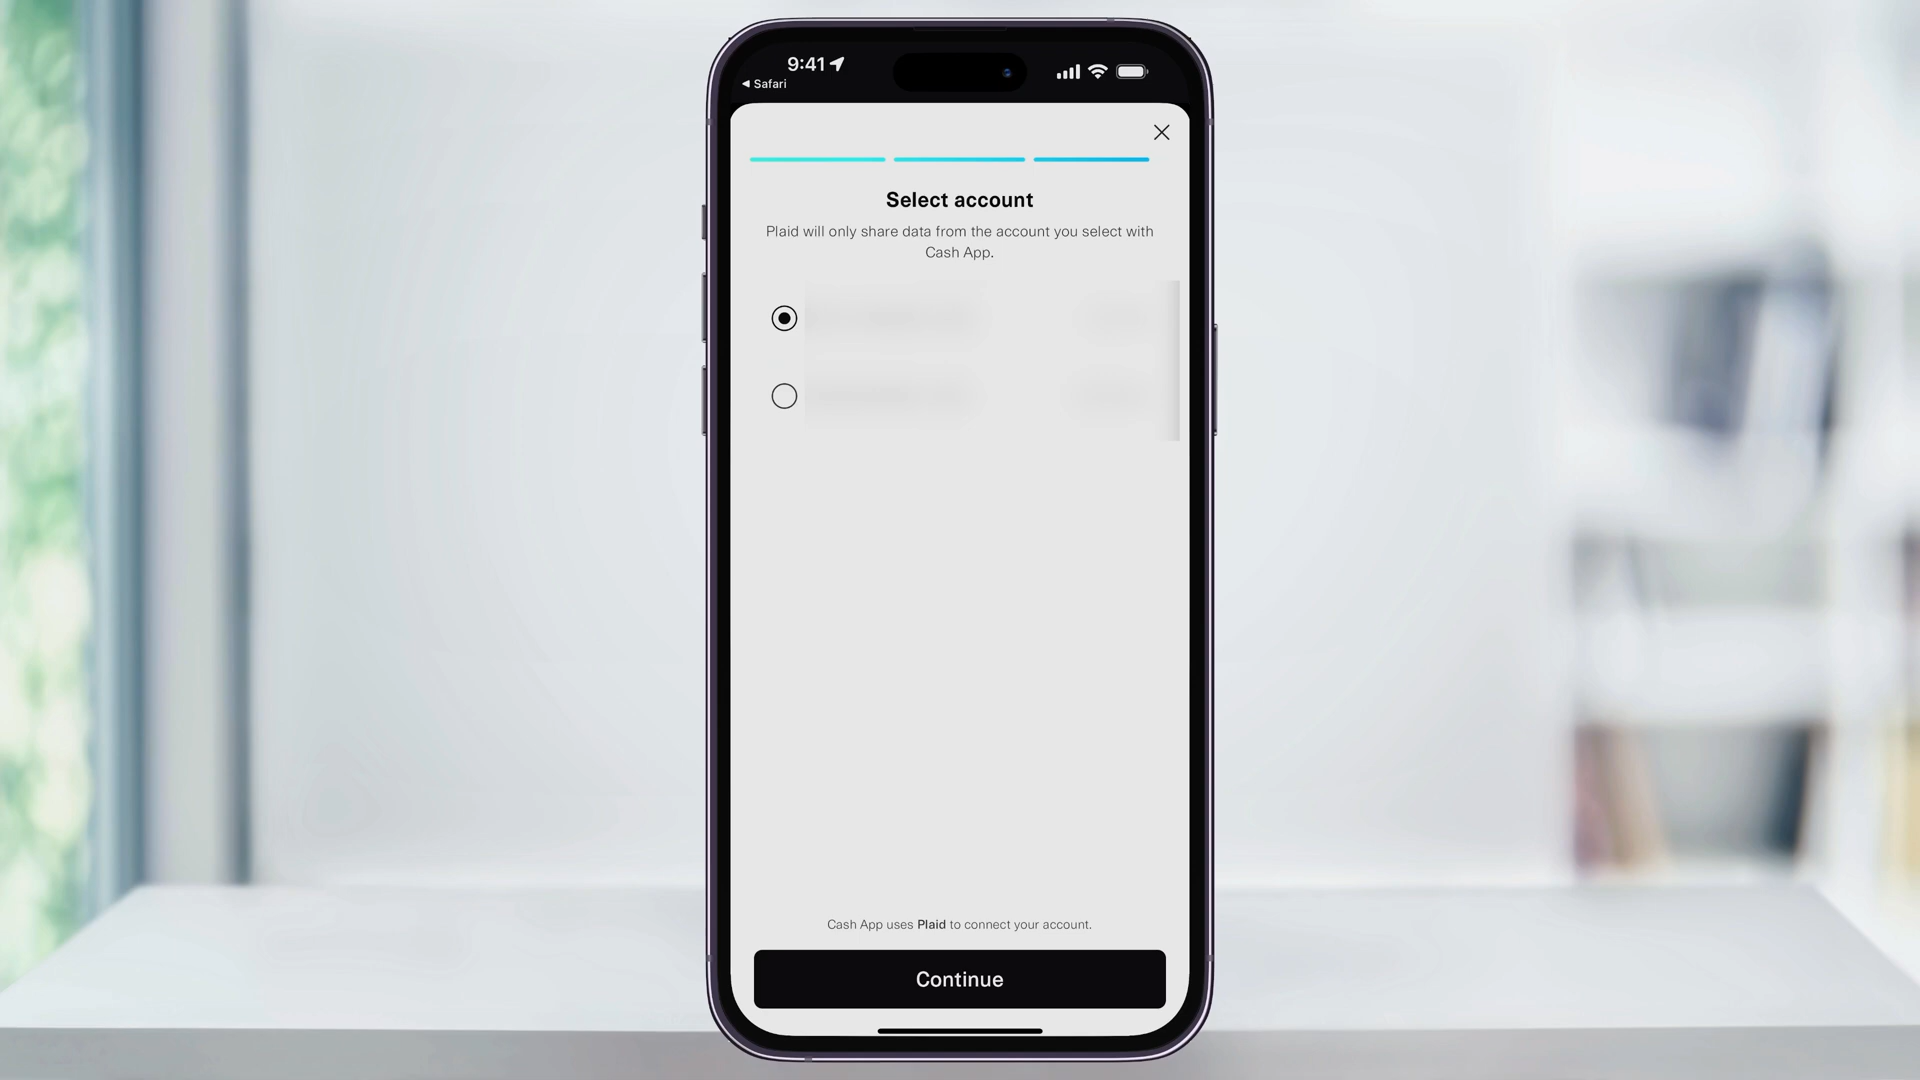 9:41
Safari
Select account
Plaid will only share data from the account you select with
Cash App.
Cash App uses Plaid to connect your account.
Continue